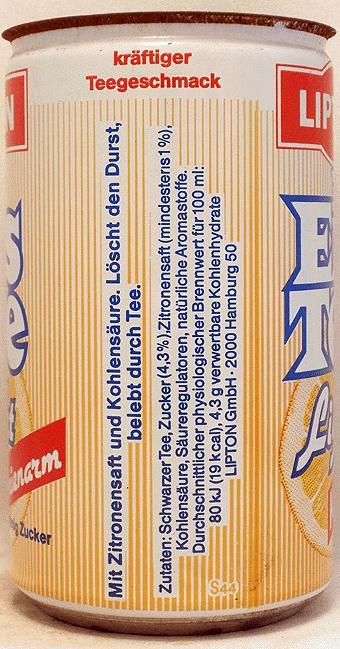 kräftiger
Teegeschmack
Mit Zitronensaft und Kohlensäure. Löscht den Durst,
belebt durch Tee.
Zutaten: Schwarzer Tee, Zucker (4,3%), Zitronensaft (mindestens 1%),
Kohlensäure, Säureregulatoren, natürliche Aromastoffe.
Durchschnittlicher physiologischer Brennwert für 100 ml:
80 kJ (19 kcal), 4,3 g verwertbare Kohlenhydrate
LIPTON GmbH · 2000 Hamburg 50
S44
N
LIP
Zucker